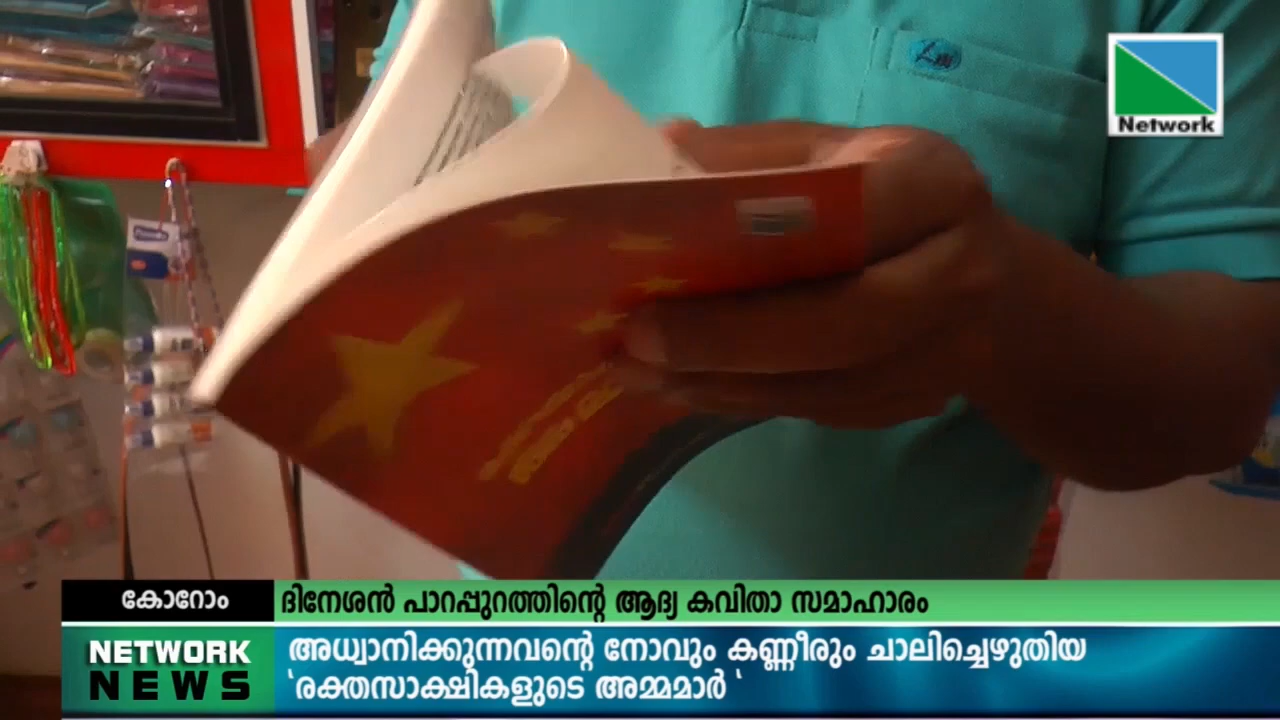 Network
കോറോം
ദിനേശൻ പാറപ്പുറത്തിന്റെ ആദ്യ കവിതാ സമാഹാരം
NETWORK
NEWS
അധ്വാനിക്കുന്നവന്റെ നോവും കണ്ണീരും ചാലിച്ചെഴുതിയ
'രക്തസാക്ഷികളുടെ അമ്മമാർ '